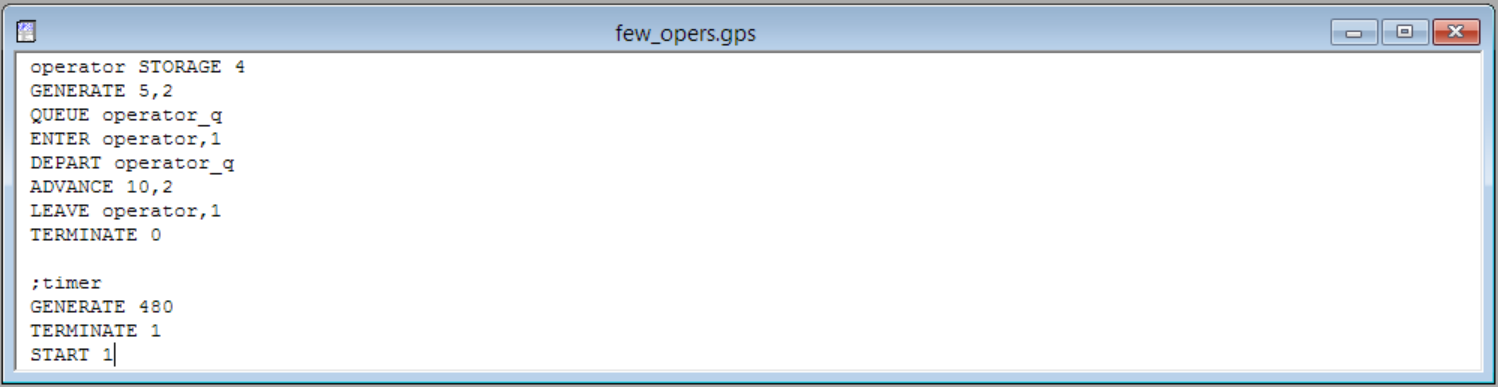 few_opers.gps
operator STORAGE 4
GENERATE 5,2
QUEUE operator_q
ENTER operator,1
DEPART operator_q
ADVANCE 10,2
LEAVE operator,1
TERMINATE 0
;timer
GENERATE 480
TERMINATE 1
START 1